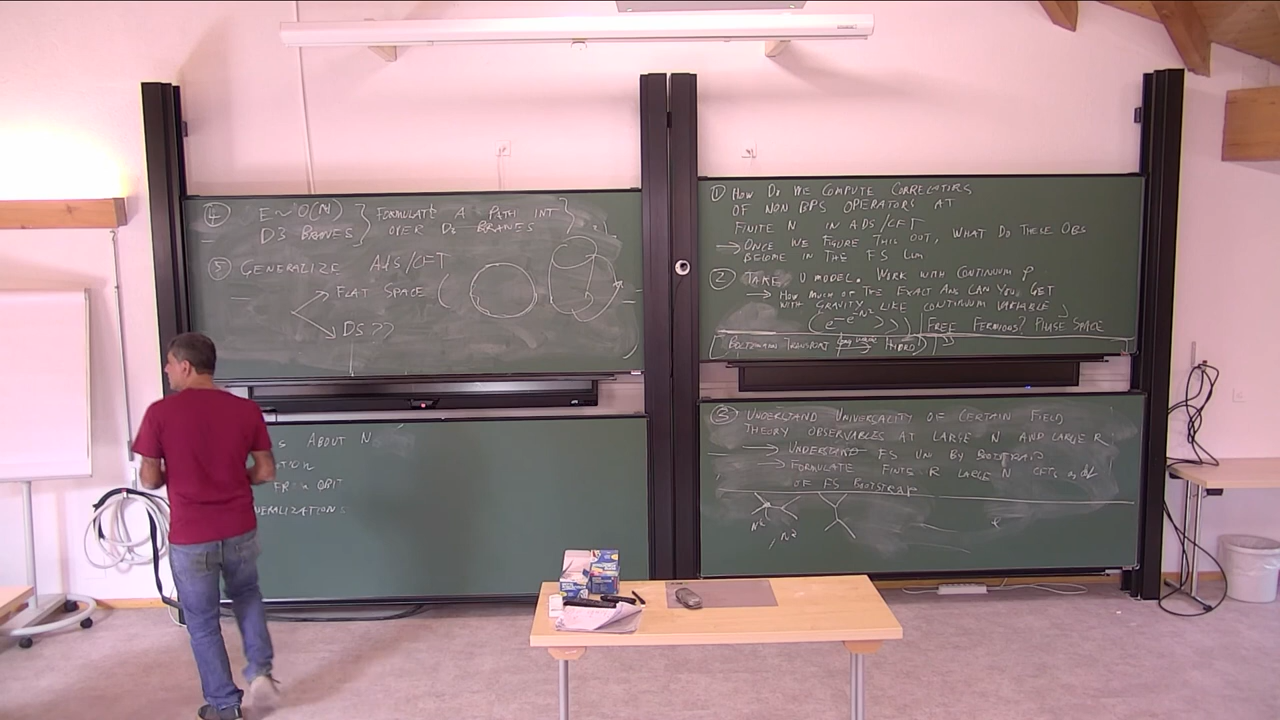 ④ E~O(N) } FORMULATE A PATH INT
D3 BRANES } OVER D3 BRANES
⑤ GENERALIZE ADS/CFT
→ FLAT SPACE
→ DS ??
S ABOUT N
GENERALIZATIONS
① HOW DO WE COMPUTE CORRELATORS
OF NON BPS OPERATORS AT
FINITE N IN ADS/CFT
→ ONCE WE FIGURE THIS OUT, WHAT DO THESE OBS
BECOME IN THE FS LIM
② TAKE U MODEL. WORK WITH CONTINUUM ρ
→ HOW MUCH OF THE EXACT ANS CAN YOU GET
WITH GRAVITY LIKE CONTINUUM VARIABLE
FREE FERMIONS? PHASE SPACE
BOLTZMANN TRANSPORT → HYDRO
③ UNDERSTAND UNIVERSALITY OF CERTAIN FIELD
THEORY OBSERVABLES AT LARGE N AND LARGE R
→ UNDERSTAND FS UNI BY BOOTSTRAP
→ FORMULATE FINITE R LARGE N CFTs as def
OF FS BOOTSTRAP